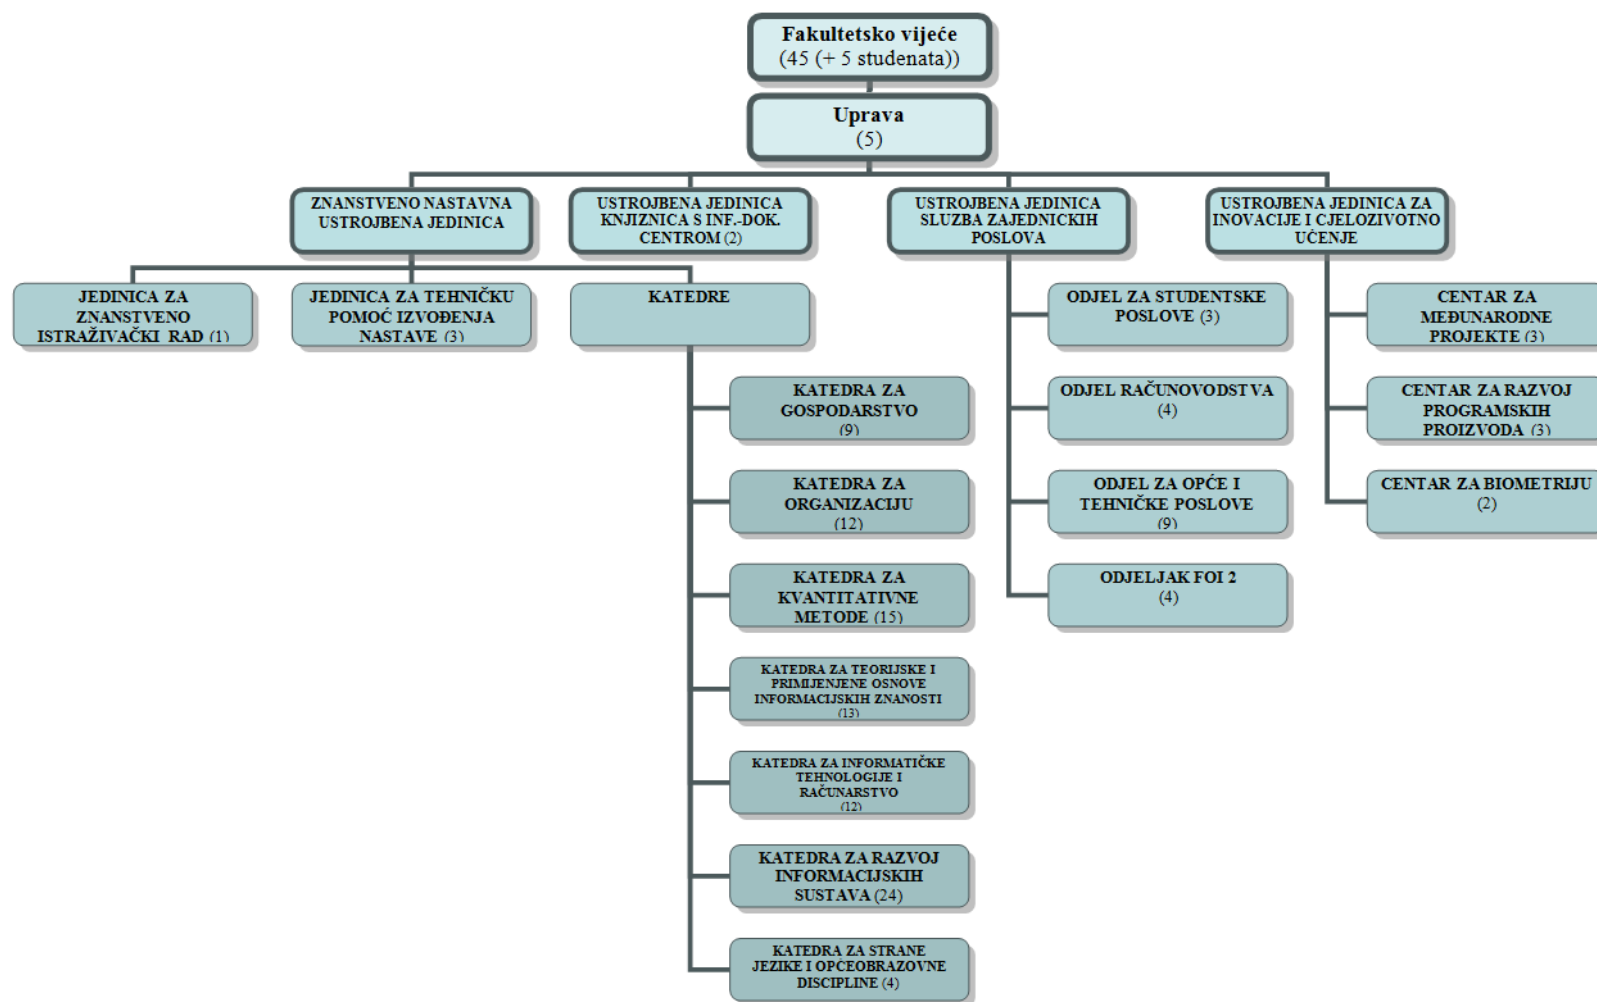 Fakultetsko vijeće
(45 (+ 5 studenata))
Uprava
(5)
ZNANSTVENO NASTAVNA
USTROJBENA JEDINICA
USTROJBENA JEDINICA
KNJIZNICA S INF.-DOK.
CENTROM (2)
USTROJBENA JEDINICA
SLUZBA ZAJEDNICKIH
POSLOVA
USTROJBENA JEDINICA ZA
INOVACIJE I CJELOZIVOTNO
UČENJE
JEDINICA ZA
ZNANSTVENO
ISTRAŽIVAČKI RAD (1)
JEDINICA ZA TEHNIČKU
POMOĆ IZVOĐENJA
NASTAVE (3)
KATEDRE
KATEDRA ZA
GOSPODARSTVO
(9)
KATEDRA ZA
ORGANIZACIJU
(12)
KATEDRA ZA
KVANTITATIVNE
METODE (15)
KATEDRA ZA TEORIJSKE I
PRIMIJENJENE OSNOVE
INFORMACIJSKIH ZNANOSTI
(13)
KATEDRA ZA INFORMATIČKE
TEHNOLOGIJE I
RAČUNARSTVO
(12)
KATEDRA ZA RAZVOJ
INFORMACIJSKIH
SUSTAVA (24)
KATEDRA ZA STRANE
JEZIKE I OPĆEOBRAZOVNE
DISCIPLINE (4)
ODJEL ZA STUDENTSKE
POSLOVE (3)
ODJEL RAČUNOVODSTVA
(4)
ODJEL ZA OPĆE I
TEHNIČKE POSLOVE
(9)
ODJELJAK FOI 2
(4)
CENTAR ZA
MEĐUNARODNE
PROJEKTE (3)
CENTAR ZA RAZVOJ
PROGRAMSKIH
PROIZVODA (3)
CENTAR ZA BIOMETRIJU
(2)